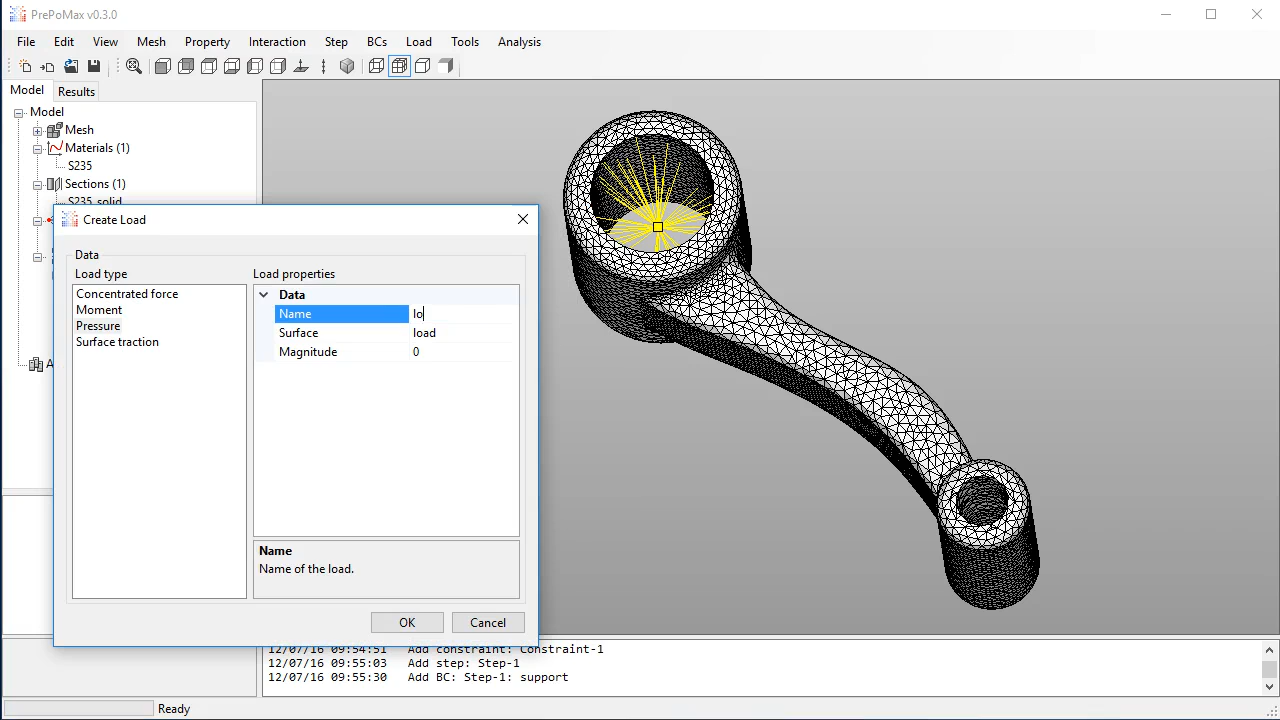 PrePoMax v0.3.0
File Edit View Mesh Property Interaction Step BCs Load Tools Analysis
Model Results
Model
Mesh
Materials (1)
S235
Sections (1)
S235_solid
Create Load
Data
Load type
Load properties
Concentrated force
Moment
Pressure
Surface traction
Data
Name lo
Surface load
Magnitude 0
Name
Name of the load.
OK Cancel
A
12/07/16 09:54:51 Add constraint: Constraint-1
12/07/16 09:55:03 Add step: Step-1
12/07/16 09:55:30 Add BC: Step-1: support
Ready